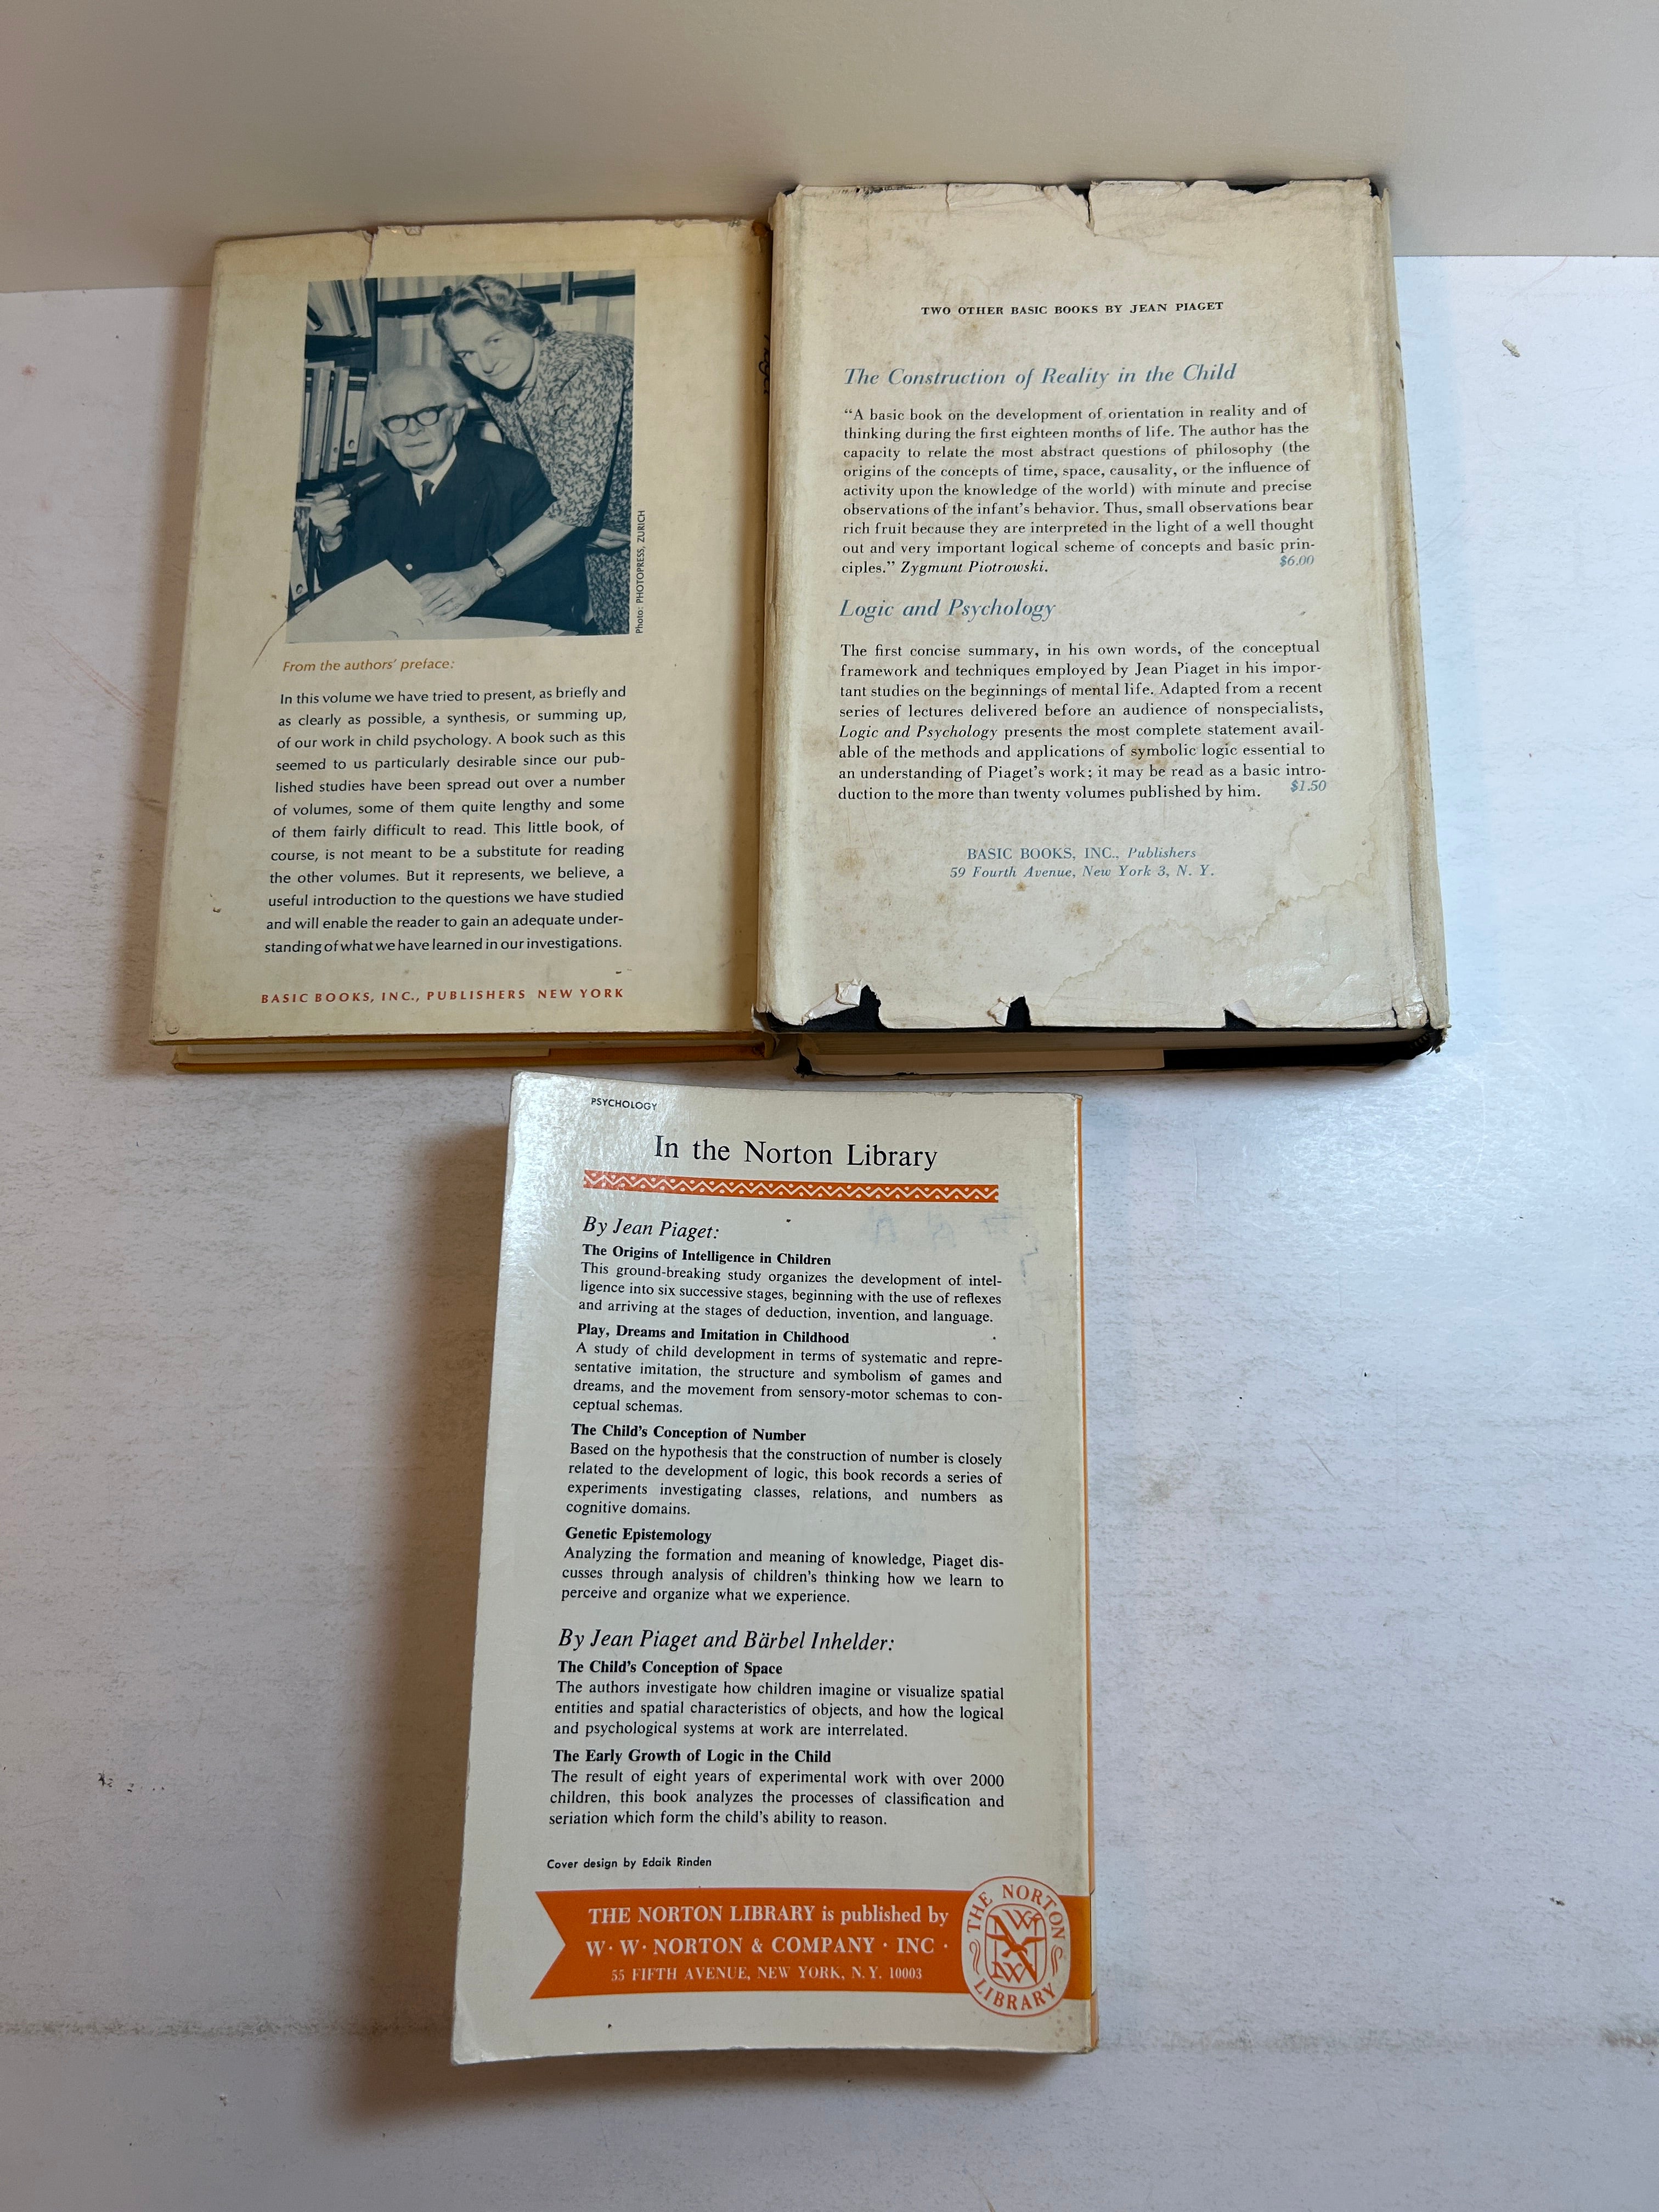 Photo: PHOTOPRESS, ZURICH
From the authors' preface:
In this volume we have tried to present, as briefly and
as clearly as possible, a synthesis, or summing up,
of our work in child psychology. A book such as this
seemed to us particularly desirable since our pub-
lished studies have been spread out over a number
of volumes, some of them quite lengthy and some
of them fairly difficult to read. This little book, of
course, is not meant to be a substitute for reading
the other volumes. But it represents, we believe, a
useful introduction to the questions we have studied
and will enable the reader to gain an adequate under-
standing of what we have learned in our investigations.
BASIC BOOKS, INC., PUBLISHERS NEW YORK
TWO OTHER BASIC BOOKS BY JEAN PIAGET
The Construction of Reality in the Child
“A basic book on the development of orientation in reality and of
thinking during the first eighteen months of life. The author has the
capacity to relate the most abstract questions of philosophy (the
origins of the concepts of time, space, causality, or the influence of
activity upon the knowledge of the world) with minute and precise
observations of the infant's behavior. Thus, small observations bear
rich fruit because they are interpreted in the light of a well thought
out and very important logical scheme of concepts and basic prin-
ciples.” Zygmunt Piotrowski.
$6.00
Logic and Psychology
The first concise summary, in his own words, of the conceptual
framework and techniques employed by Jean Piaget in his impor-
tant studies on the beginnings of mental life. Adapted from a recent
series of lectures delivered before an audience of nonspecialists,
Logic and Psychology presents the most complete statement avail-
able of the methods and applications of symbolic logic essential to
an understanding of Piaget's work; it may be read as a basic intro-
duction to the more than twenty volumes published by him.
$1.50
BASIC BOOKS, INC., Publishers
59 Fourth Avenue, New York 3, N. Y.
PSYCHOLOGY
In the Norton Library
By Jean Piaget:
The Origins of Intelligence in Children
This ground-breaking study organizes the development of intel-
ligence into six successive stages, beginning with the use of reflexes
and arriving at the stages of deduction, invention, and language.
Play, Dreams and Imitation in Childhood
A study of child development in terms of systematic and repre-
sentative imitation, the structure and symbolism of games and
dreams, and the movement from sensory-motor schemas to con-
ceptual schemas.
The Child's Conception of Number
Based on the hypothesis that the construction of number is closely
related to the development of logic, this book records a series of
experiments investigating classes, relations, and numbers as
cognitive domains.
Genetic Epistemology
Analyzing the formation and meaning of knowledge, Piaget dis-
cusses through analysis of children's thinking how we learn to
perceive and organize what we experience.
By Jean Piaget and Bärbel Inhelder:
The Child's Conception of Space
The authors investigate how children imagine or visualize spatial
entities and spatial characteristics of objects, and how the logical
and psychological systems at work are interrelated.
The Early Growth of Logic in the Child
The result of eight years of experimental work with over 2000
children, this book analyzes the processes of classification and
seriation which form the child's ability to reason.
Cover design by Edaik Rinden
THE NORTON LIBRARY is published by
W · W · NORTON & COMPANY · INC ·
55 FIFTH AVENUE, NEW YORK, N. Y. 10003
THE NORTON
LIBRARY